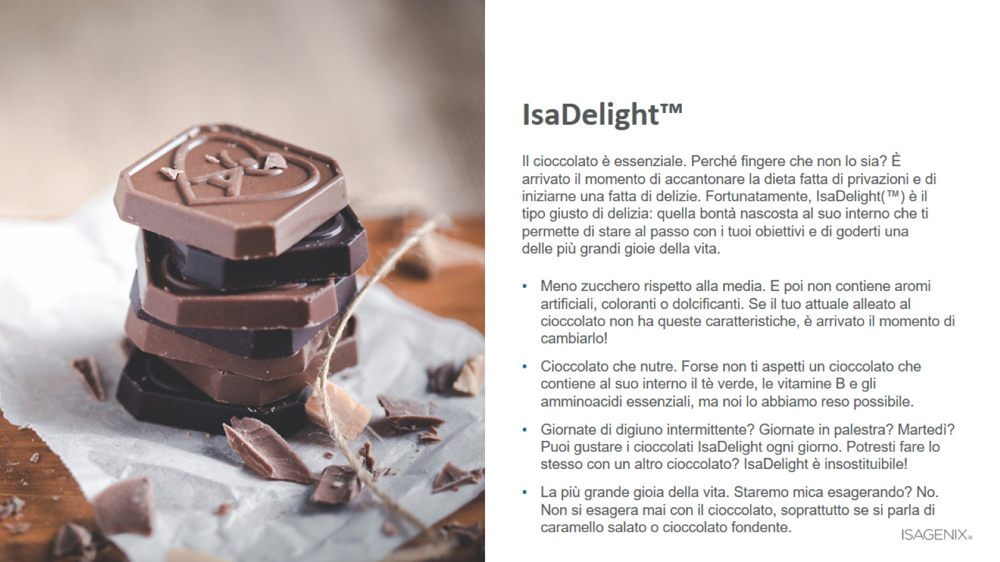 IsaDelight™
Il cioccolato è essenziale. Perché fingere che non lo sia? È
arrivato il momento di accantonare la dieta fatta di privazioni e di
iniziarne una fatta di delizie. Fortunatamente, IsaDelight(™) è il
tipo giusto di delizia: quella bontà nascosta al suo interno che ti
permette di stare al passo con i tuoi obiettivi e di goderti una
delle più grandi gioie della vita.
• Meno zucchero rispetto alla media. E poi non contiene aromi
artificiali, coloranti o dolcificanti. Se il tuo attuale alleato al
cioccolato non ha queste caratteristiche, è arrivato il momento di
cambiarlo!
• Cioccolato che nutre. Forse non ti aspetti un cioccolato che
contiene al suo interno il tè verde, le vitamine B e gli
amminoacidi essenziali, ma noi lo abbiamo reso possibile.
• Giornate di digiuno intermittente? Giornate in palestra? Martedì?
Puoi gustare i cioccolati IsaDelight ogni giorno. Potresti fare lo
stesso con un altro cioccolato? IsaDelight è insostituibile!
• La più grande gioia della vita. Staremo mica esagerando? No.
Non si esagera mai con il cioccolato, soprattutto se si parla di
caramello salato o cioccolato fondente.
ISAGENIX®
A